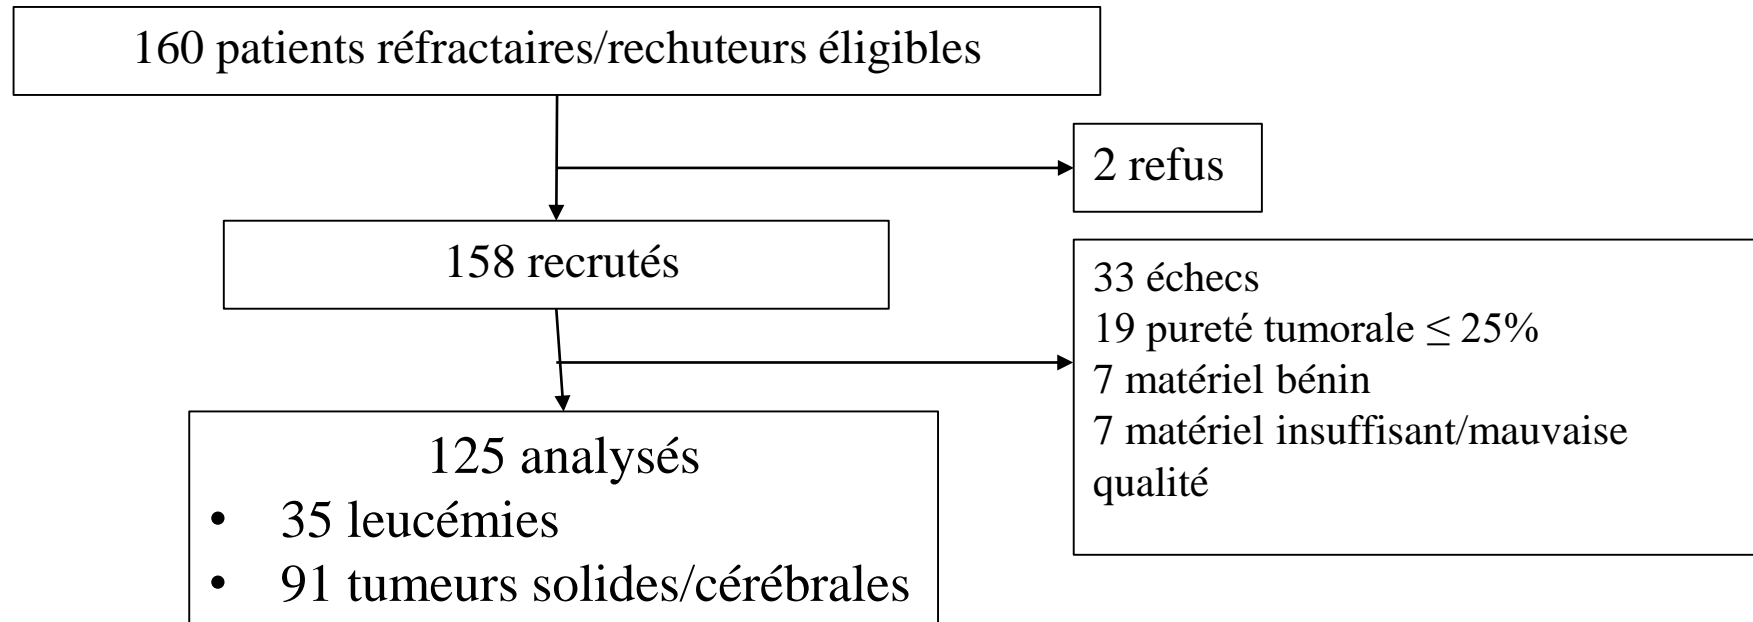 160 patients réfractaires/rechuteurs éligibles
2 refus
158 recrutés
33 échecs
19 pureté tumorale ≤ 25%
7 matériel bénin
7 matériel insuffisant/mauvaise
qualité
125 analysés
• 35 leucémies
• 91 tumeurs solides/cérébrales